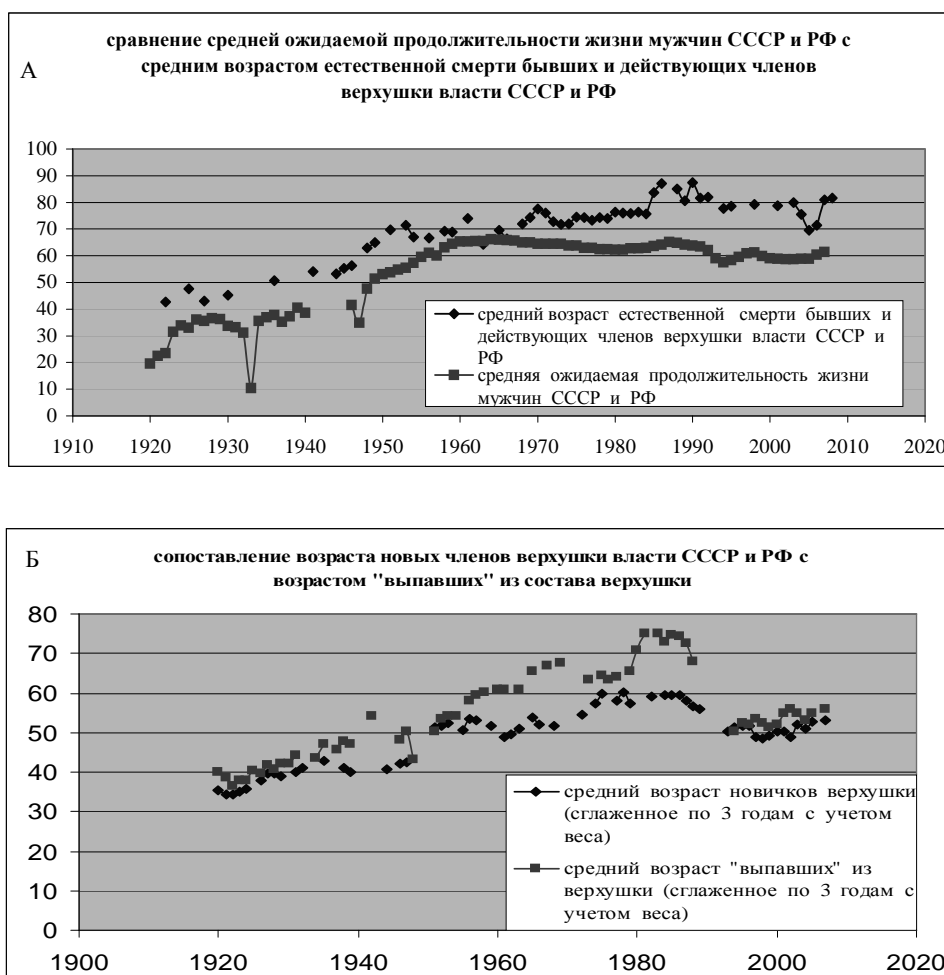 А
сравнение средней ожидаемой продолжительности жизни мужчин СССР и РФ с
средним возрастом естественной смерти бывших и действующих членов
верхушки власти СССР и РФ
100
90
80
70
60
50
40
30
20
10
0
средний возраст естественной смерти бывших и
действующих членов верхушки власти СССР и
РФ
средняя ожидаемая продолжительность жизни
мужчин СССР и РФ
1910 1920 1930 1940 1950 1960 1970 1980 1990 2000 2010 2020
Б
сопоставление возраста новых членов верхушки власти СССР и РФ с
возрастом "выпавших" из состава верхушки
80
70
60
50
40
30
20
10
0
средний возраст новичков верхушки
(сглаженное по 3 годам с учетом
веса)
средний возраст "выпавших" из
верхушки (сглаженное по 3 годам с
учетом веса)
1900 1920 1940 1960 1980 2000 2020